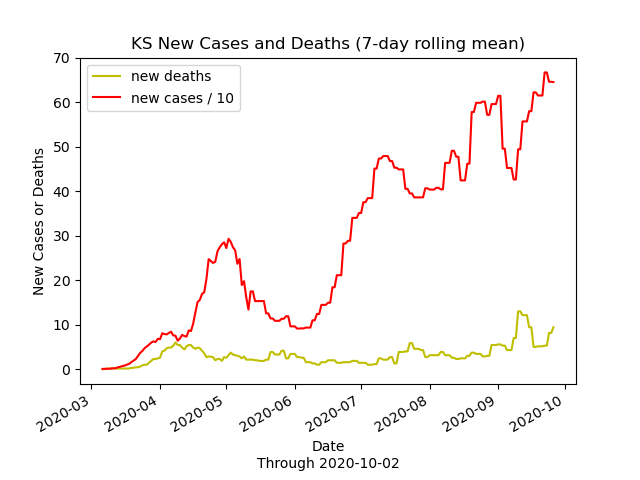 KS New Cases and Deaths (7-day rolling mean)
new deaths
new cases / 10
70
60
50
40
30
20
10
0
New Cases or Deaths
2020-03
2020-04
2020-05
2020-06
2020-07
2020-08
2020-09
2020-10
Date
Through 2020-10-02